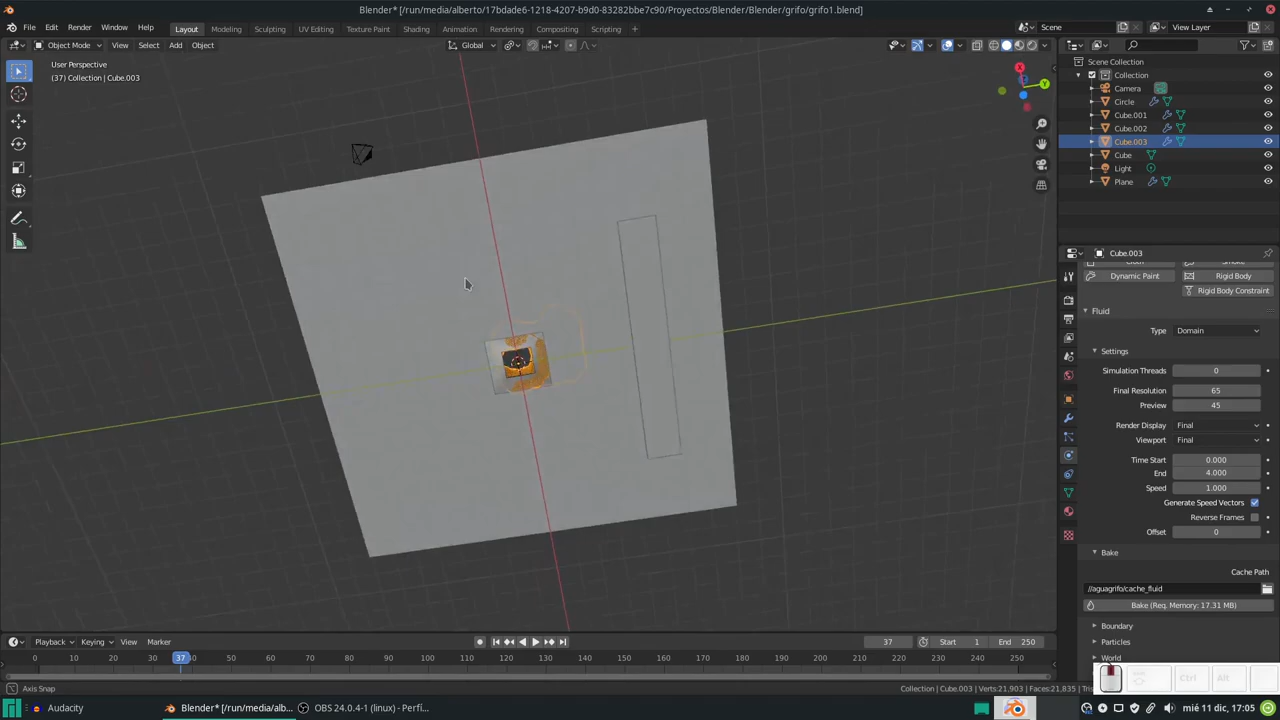 Blender* [/run/media/alberto/17bdade6-1218-4207-b9d0-83282bbe7c90/Proyectos/Blender/grifo/grifo1.blend]
File Edit Render Window Help Layout Modeling Sculpting UV Editing Texture Paint Shading Animation Rendering Compositing Scripting Scene View Layer
Object Mode View Select Add Object Global
User Perspective
(37) Collection | Cube.003
Scene Collection
Collection
Camera
Circle
Cube.001
Cube.002
Cube.003
Cube
Light
Plane
Cube.003
Dynamic Paint Rigid Body
Rigid Body Constraint
Fluid
Type Domain
Settings
Simulation Threads 0
Final Resolution 65
Preview 45
Render Display Final
Viewport Final
Time Start 0.000
End 4.000
Speed 1.000
Generate Speed Vectors
Reverse Frames
Offset 0
Bake
Cache Path
//aguagrifo/cache_fluid
Bake (Req. Memory: 17.31 MB)
Boundary
Particles
World
Playback Keying View Marker 37 Start 1 End 250
0 10 20 30 37 40 50 60 70 80 90 100 110 120 130 140 150 160 170 180 190 200 210 220 230 240 250
Axis Snap Collection | Cube.003 | Verts:21,903 | Faces:21,835 | Tri
Ctrl Alt
Audacity Blender* [/run/media/alb... OBS 24.0.4-1 (linux) - Perfi... mié 11 dic, 17:05